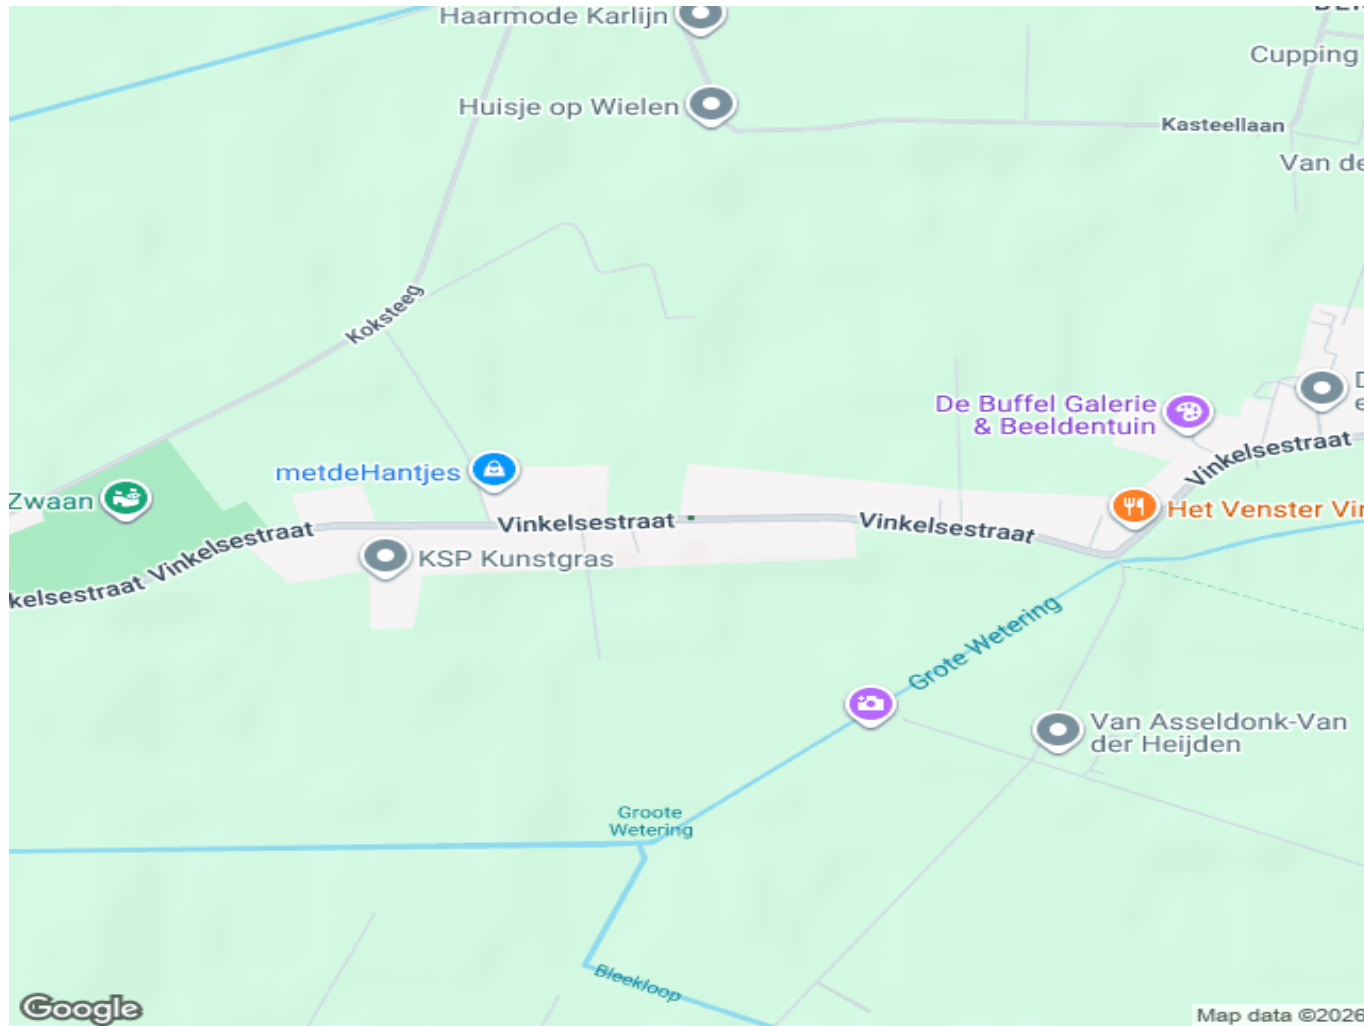 Haarmode Karlijn
Cupping
Huisje op Wielen
Kasteellaan
Van de
Koksteeg
De Buffel Galerie
& Beeldentuin
Vinkelsestraat
metdeHantjes
Zwaan
Vinkelsestraat
Vinkelsestraat
Het Venster Vin
Vinkelsestraat
KSP Kunstgras
kelsestraat
Grote Wetering
Van Asseldonk-Van
der Heijden
Groote
Wetering
Bleekloop
Google
Map data ©2026